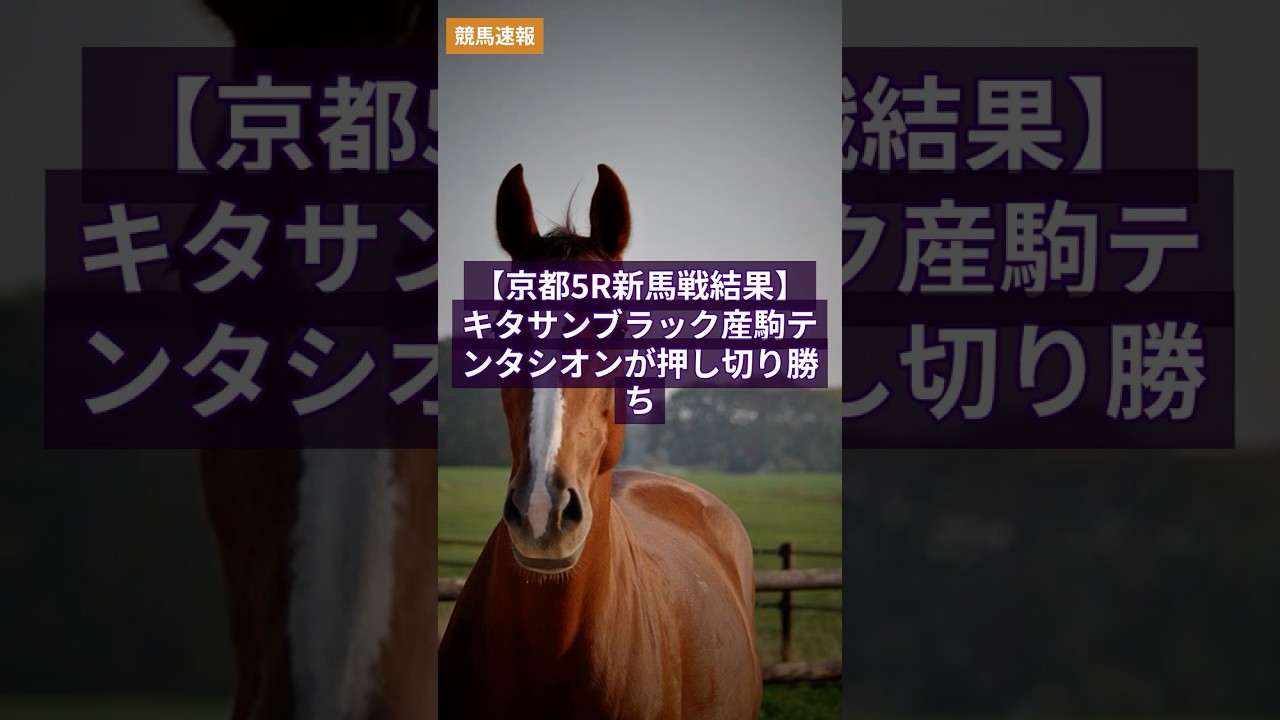 競馬速報
【京都5R新馬戦結果】
キタサンブラック産駒テ
ンタシオンが押し切り勝
ち